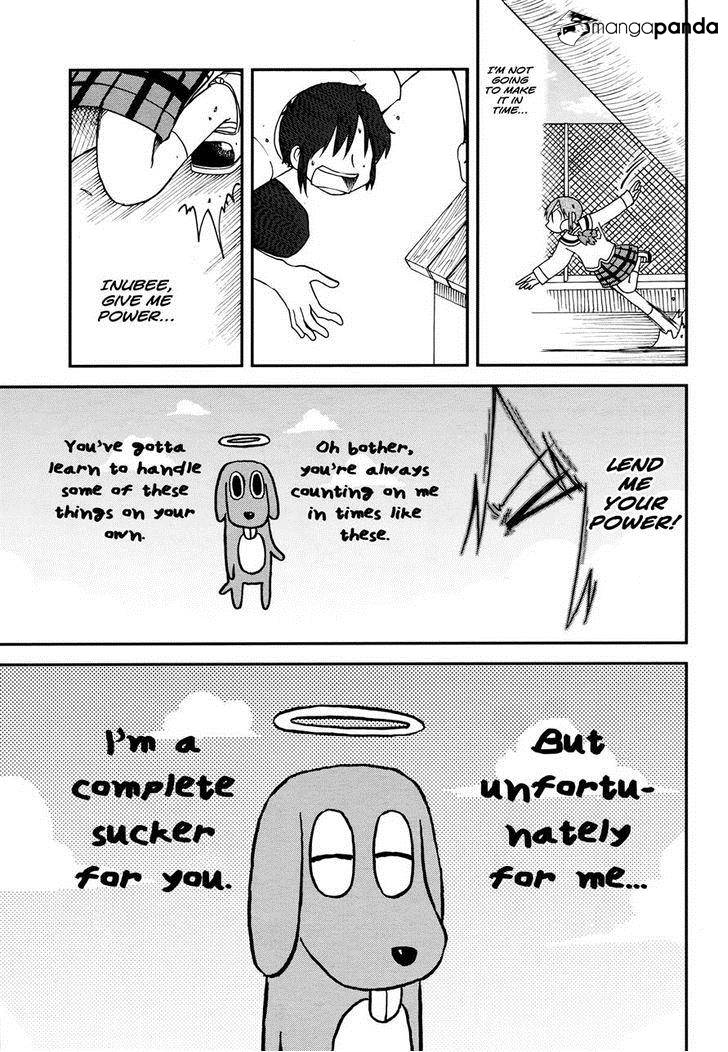 mangapanda
I'M NOT
GOING
TO MAKE
IT IN
TIME...
INUBEE,
GIVE ME
POWER...
LEND
ME
YOUR
POWER!
Oh bother,
you're always
counting on me
in times like
these.
You've gotta
learn to handle
some of these
things on your
own.
But
unfortu-
nately
for me...
I'm a
complete
sucker
for you.